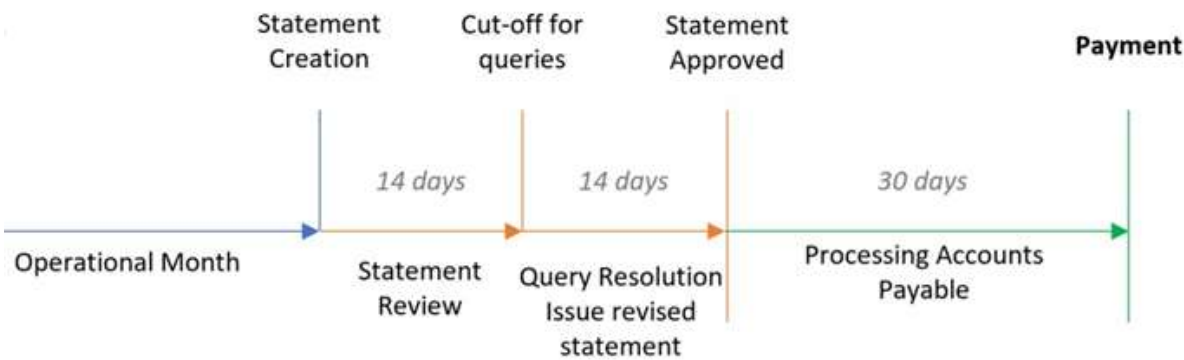 Statement
Creation
Cut-off for
queries
Statement
Approved
Payment
14 days
14 days
30 days
Operational Month
Statement
Review
Query Resolution
Issue revised
statement
Processing Accounts
Payable